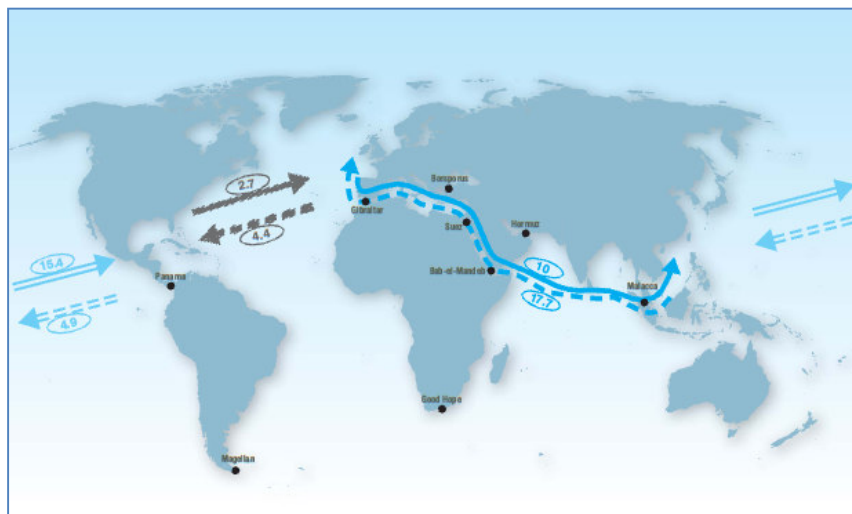 2.7
Bosporus
Gibraltar
Suez
Hormuz
4.4
15.4
Panama
Bab-el-Mandeb
10
Malacca
17.7
4.9
Good Hope
Magellan